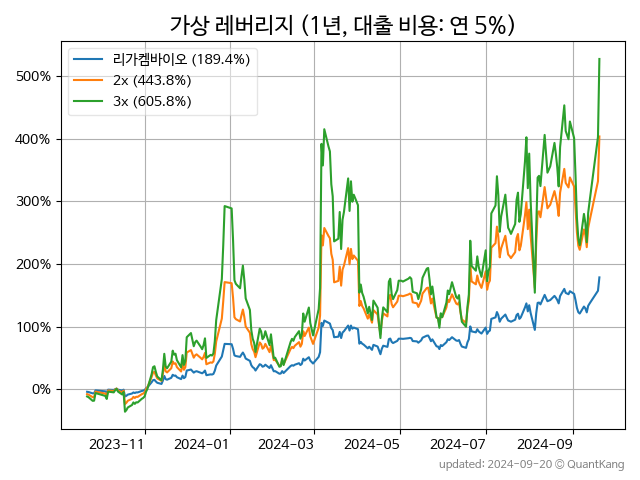 가상 레버리지 (1년, 대출 비용: 연 5%)
리가켐바이오 (189.4%)
2x (443.8%)
3x (605.8%)
500%
400%
300%
200%
100%
0%
2023-11 2024-01 2024-03 2024-05 2024-07 2024-09
updated: 2024-09-20 © QuantKang